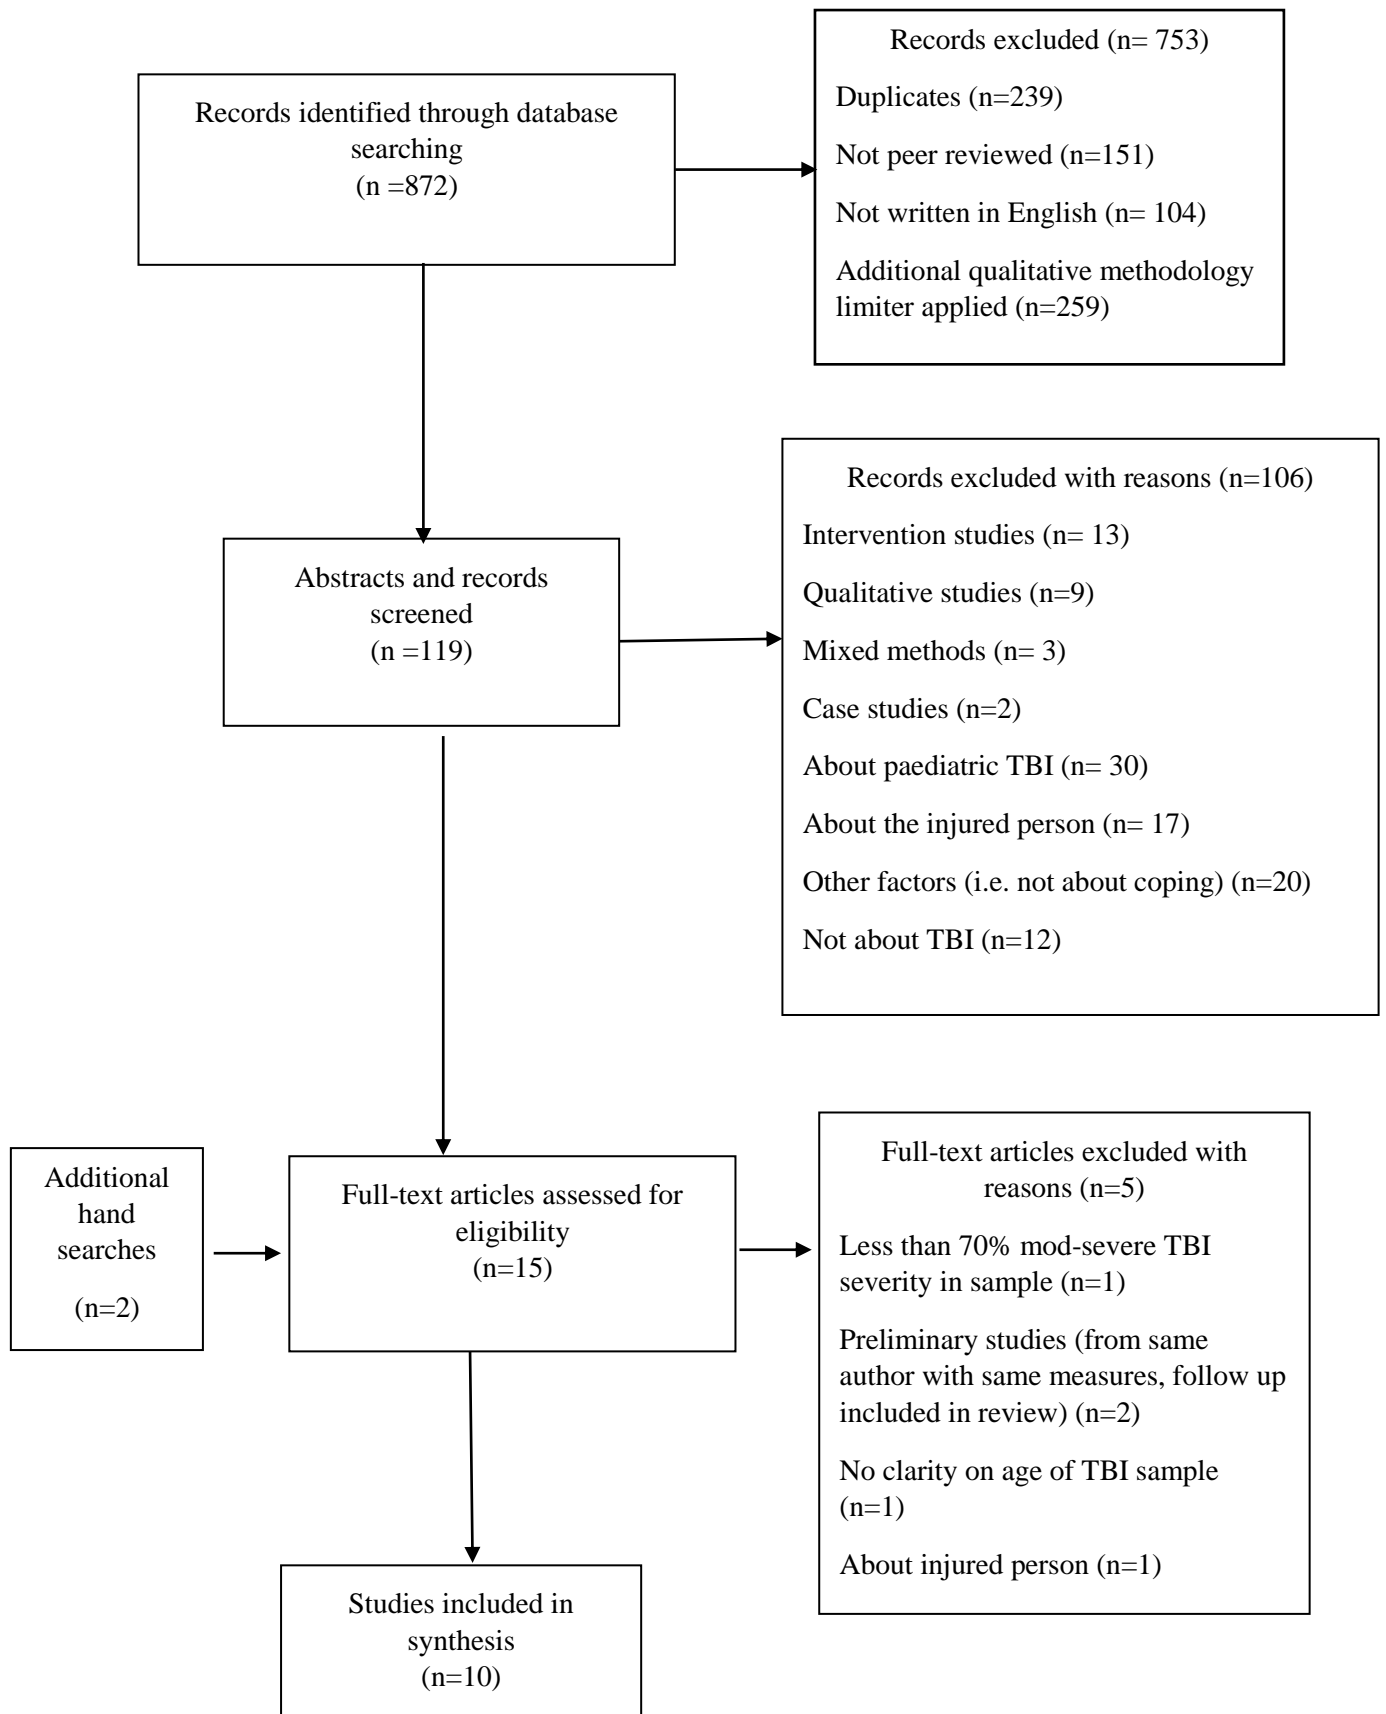 Records identified through database
searching
(n =872)
Records excluded (n= 753)
Duplicates (n=239)
Not peer reviewed (n=151)
Not written in English (n= 104)
Additional qualitative methodology
limiter applied (n=259)
Abstracts and records
screened
(n =119)
Records excluded with reasons (n=106)
Intervention studies (n= 13)
Qualitative studies (n=9)
Mixed methods (n= 3)
Case studies (n=2)
About paediatric TBI (n= 30)
About the injured person (n= 17)
Other factors (i.e. not about coping) (n=20)
Not about TBI (n=12)
Additional
hand
searches
(n=2)
Full-text articles assessed for
eligibility
(n=15)
Full-text articles excluded with
reasons (n=5)
Less than 70% mod-severe TBI
severity in sample (n=1)
Preliminary studies (from same
author with same measures, follow up
included in review) (n=2)
No clarity on age of TBI sample
(n=1)
About injured person (n=1)
Studies included in
synthesis
(n=10)